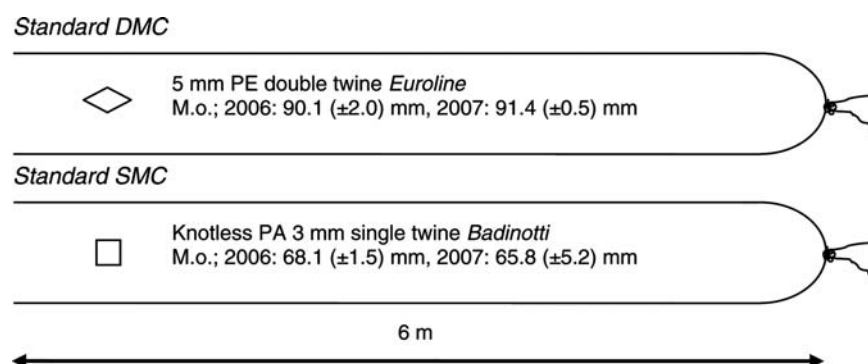 Standard DMC
5 mm PE double twine Euroline
M.o.; 2006: 90.1 (±2.0) mm, 2007: 91.4 (±0.5) mm
Standard SMC
Knotless PA 3 mm single twine Badinotti
M.o.; 2006: 68.1 (±1.5) mm, 2007: 65.8 (±5.2) mm
6 m